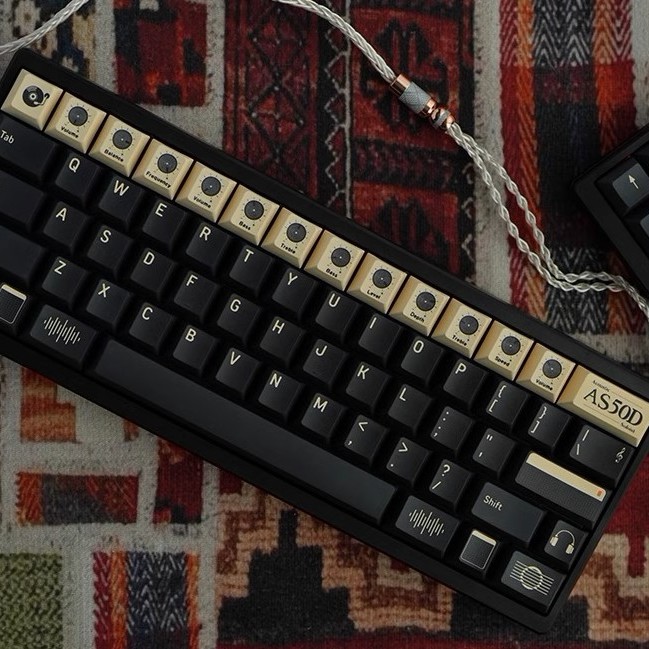 Volume
Balance
Frequency
Volume
Bass
Treble
Bass
Level
Depth
Treble
Speed
Volume
AS50D
Tab
Q
W
E
R
T
Y
U
I
O
P
{
[
}
]
|
\
A
S
D
F
G
H
J
K
L
:
;
"
'
Z
X
C
V
B
N
M
<
,
>
.
?
/
Shift